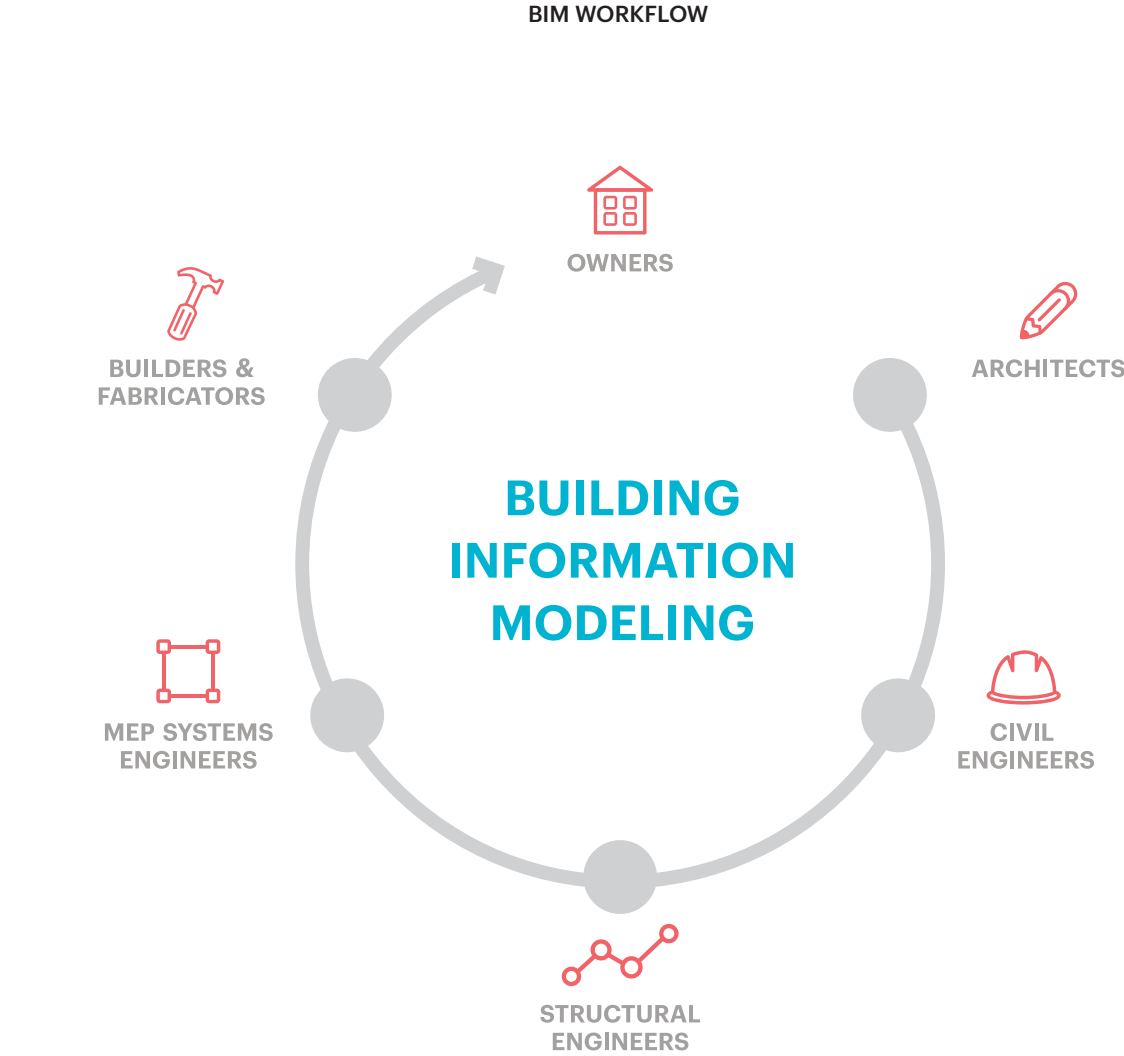 BIM WORKFLOW
OWNERS
ARCHITECTS
CIVIL
ENGINEERS
STRUCTURAL
ENGINEERS
MEP SYSTEMS
ENGINEERS
BUILDERS &
FABRICATORS
BUILDING
INFORMATION
MODELING